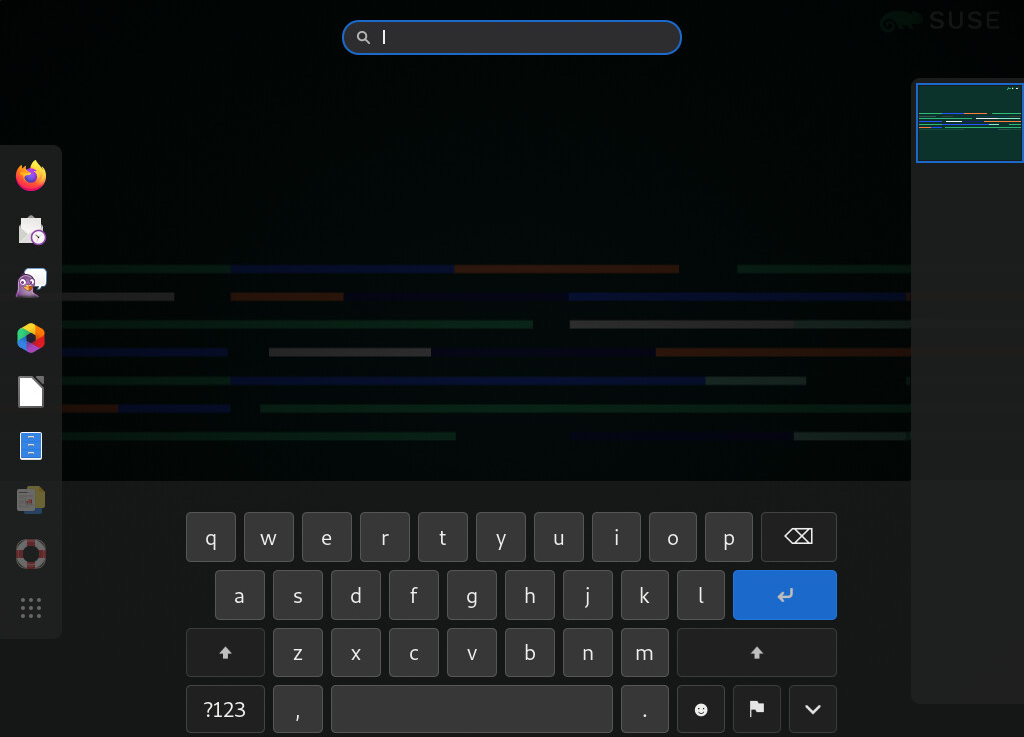 SUSE
q w e r t y u i o p
a s d f g h j k l
z x c v b n m
?123 , .